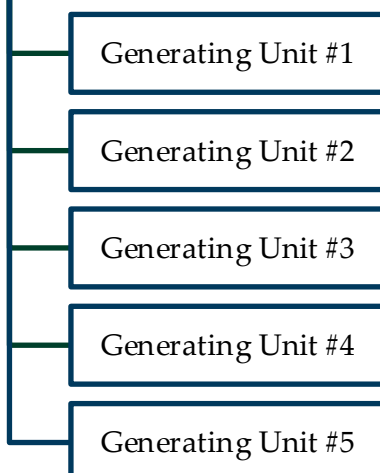 Generating Unit #1
Generating Unit #2
Generating Unit #3
Generating Unit #4
Generating Unit #5